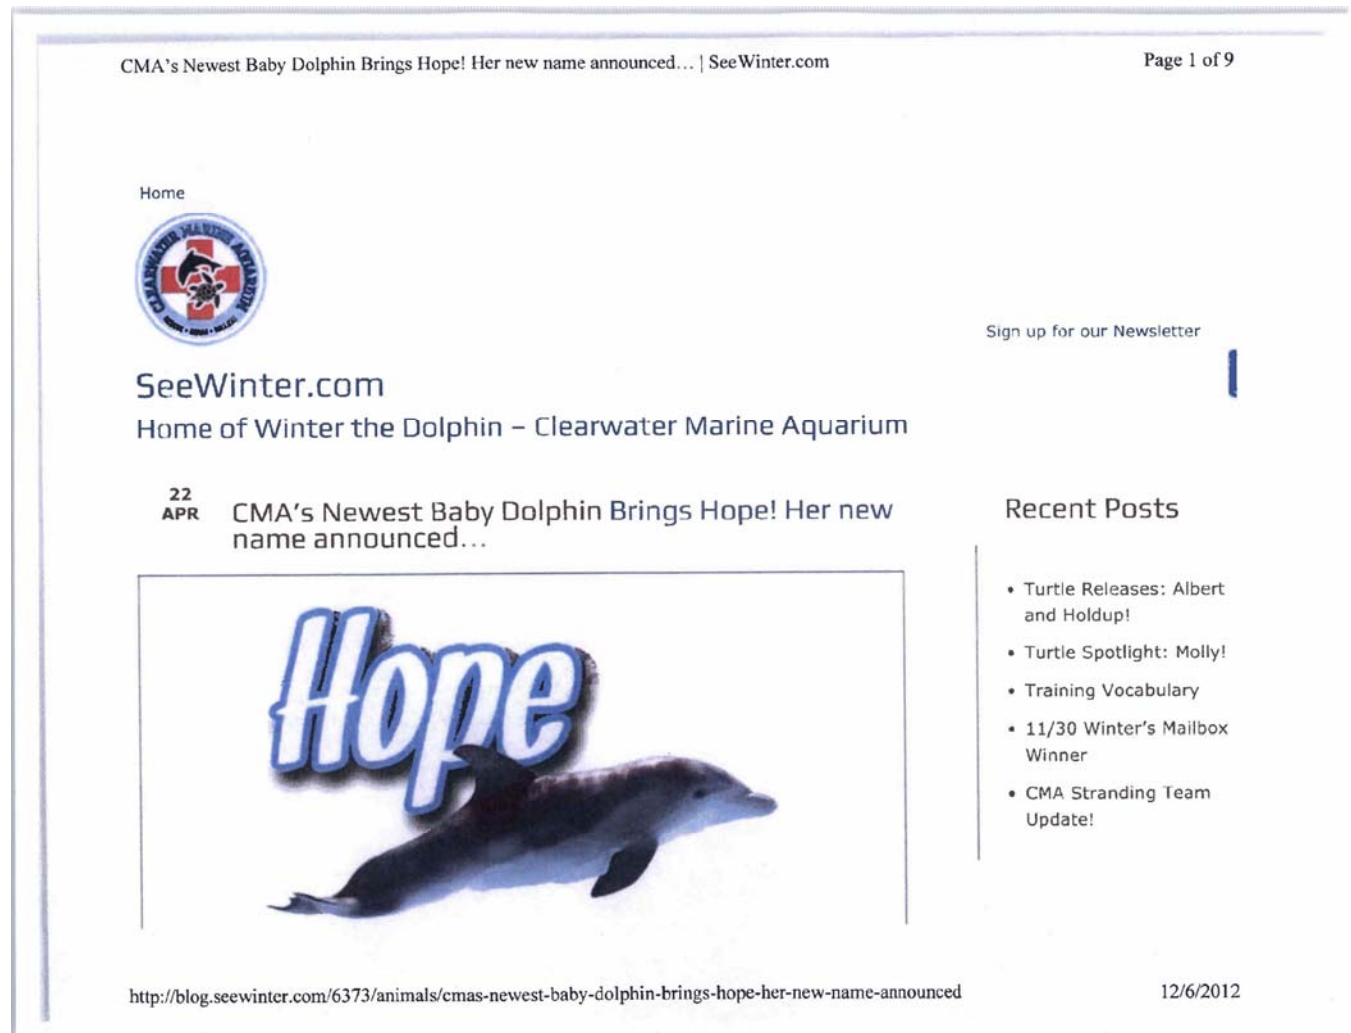 CMA's Newest Baby Dolphin Brings Hope! Her new name announced... | SeeWinter.com
Page 1 of 9
Home
CLEARWATER MARINE AQUARIUM
SeeWinter.com
Home of Winter the Dolphin – Clearwater Marine Aquarium
Sign up for our Newsletter
22
APR
CMA's Newest Baby Dolphin Brings Hope! Her new
name announced...
Hope
Recent Posts
• Turtle Releases: Albert
and Holdup!
• Turtle Spotlight: Molly!
• Training Vocabulary
• 11/30 Winter's Mailbox
Winner
• CMA Stranding Team
Update!
http://blog.seewinter.com/6373/animals/cmas-newest-baby-dolphin-brings-hope-her-new-name-announced
12/6/2012